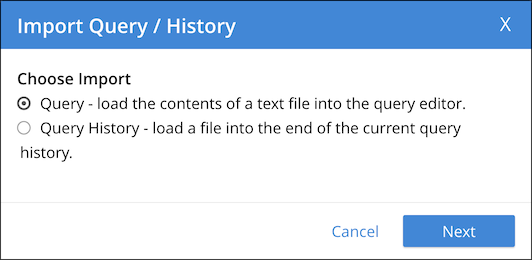 Import Query / History
X
Choose Import
Query - load the contents of a text file into the query editor.
Query History - load a file into the end of the current query
history.
Cancel
Next